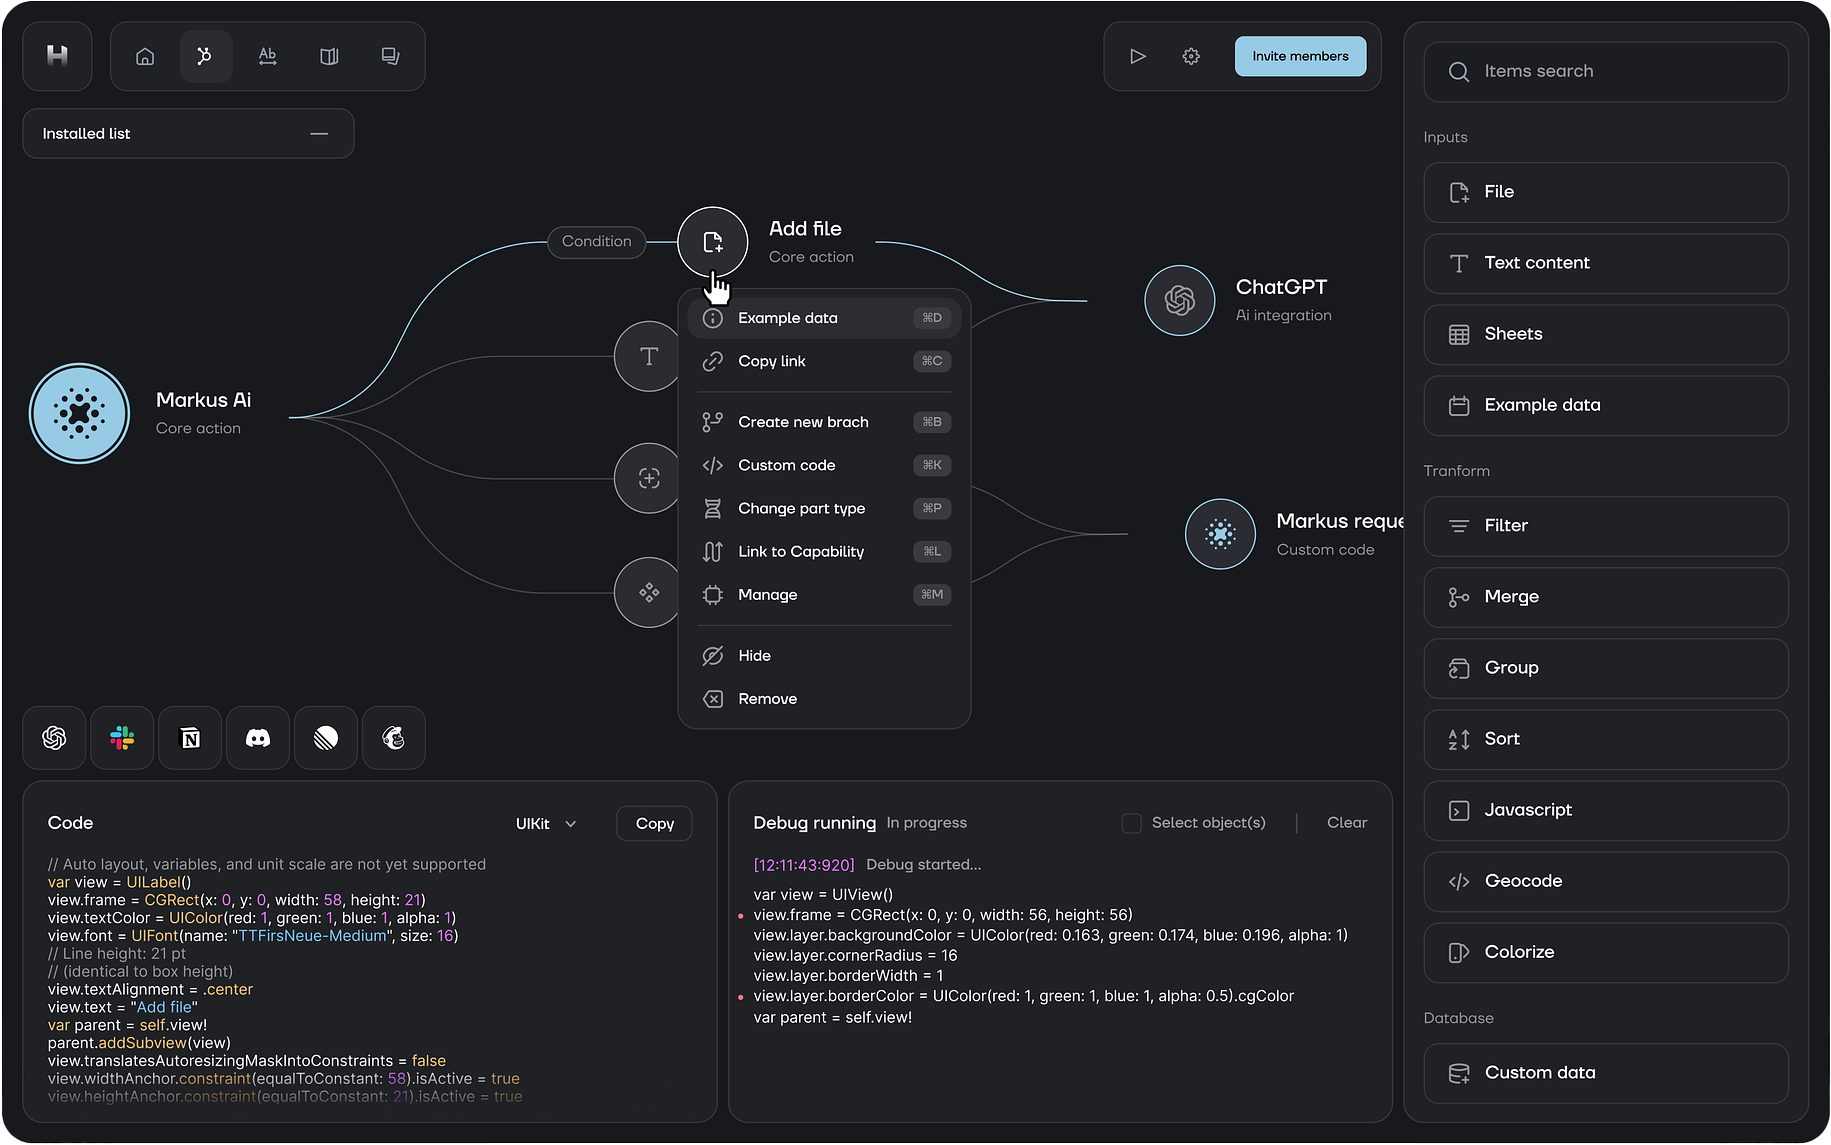 H
Ab
Invite members
Items search
Installed list
Inputs
File
Text content
Sheets
Example data
Tranform
Filter
Merge
Group
Sort
Javascript
Geocode
Colorize
Database
Custom data
Condition
Add file
Core action
ChatGPT
Ai integration
Markus Ai
Core action
T
Markus reque
Custom code
Example data ⌘D
Copy link ⌘C
Create new brach ⌘B
Custom code ⌘K
Change part type ⌘P
Link to Capability ⌘L
Manage ⌘M
Hide
Remove
N
Code
UIKit
Copy
// Auto layout, variables, and unit scale are not yet supported
var view = UILabel()
view.frame = CGRect(x: 0, y: 0, width: 58, height: 21)
view.textColor = UIColor(red: 1, green: 1, blue: 1, alpha: 1)
view.font = UIFont(name: "TTFirsNeue-Medium", size: 16)
// Line height: 21 pt
// (identical to box height)
view.textAlignment = .center
view.text = "Add file"
var parent = self.view!
parent.addSubview(view)
view.translatesAutoresizingMaskIntoConstraints = false
view.widthAnchor.constraint(equalToConstant: 58).isActive = true
view.heightAnchor.constraint(equalToConstant: 21).isActive = true
Debug running In progress
Select object(s)
Clear
[12:11:43:920] Debug started...
var view = UIView()
view.frame = CGRect(x: 0, y: 0, width: 56, height: 56)
view.layer.backgroundColor = UIColor(red: 0.163, green: 0.174, blue: 0.196, alpha: 1)
view.layer.cornerRadius = 16
view.layer.borderWidth = 1
view.layer.borderColor = UIColor(red: 1, green: 1, blue: 1, alpha: 0.5).cgColor
var parent = self.view!